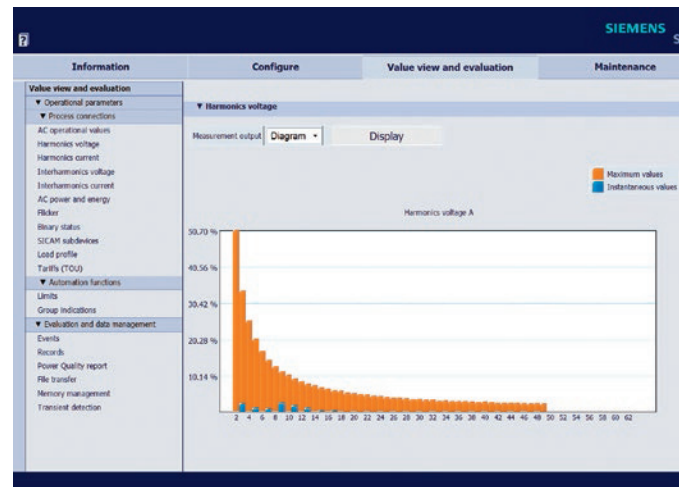 SIEMENS
?
S
Information Configure Value view and evaluation Maintenance
Value view and evaluation
▼ Operational parameters
▼ Process connections
AC operational values
Harmonics voltage
Harmonics current
Interharmonics voltage
Interharmonics current
AC power and energy
Flicker
Binary status
SICAM subdevices
Load profile
Tariffs (TOU)
▼ Automation functions
Limits
Group indications
▼ Evaluation and data management
Events
Records
Power Quality report
File transfer
Memory management
Transient detection
▼ Harmonics voltage
Measurement output Diagram Display
Maximum values
Instantaneous values
Harmonics voltage A
50,70 %
40,56 %
30,42 %
20,28 %
10,14 %
2 4 6 8 10 12 14 16 18 20 22 24 26 28 30 32 34 36 38 40 42 44 46 48 50 52 54 56 58 60 62